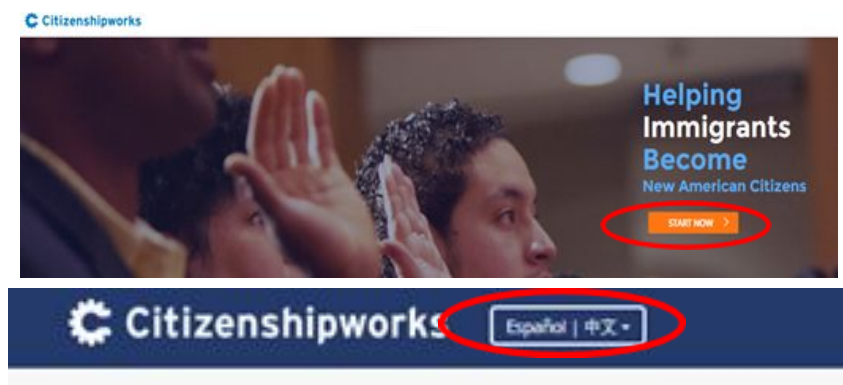 Citizenshipworks
Helping
Immigrants
Become
New American Citizens
START NOW >
Citizenshipworks
Español | 中文